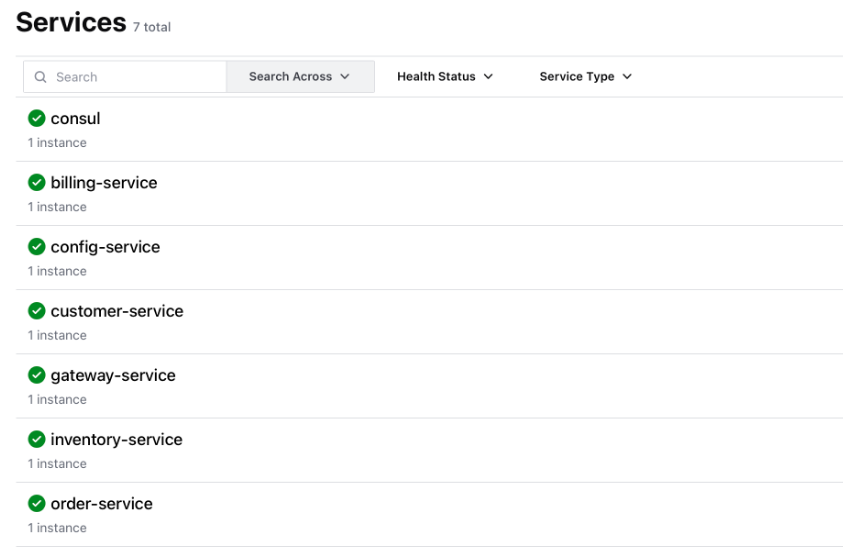 Services 7 total
Search Search Across Health Status Service Type
consul
1 instance
billing-service
1 instance
config-service
1 instance
customer-service
1 instance
gateway-service
1 instance
inventory-service
1 instance
order-service
1 instance